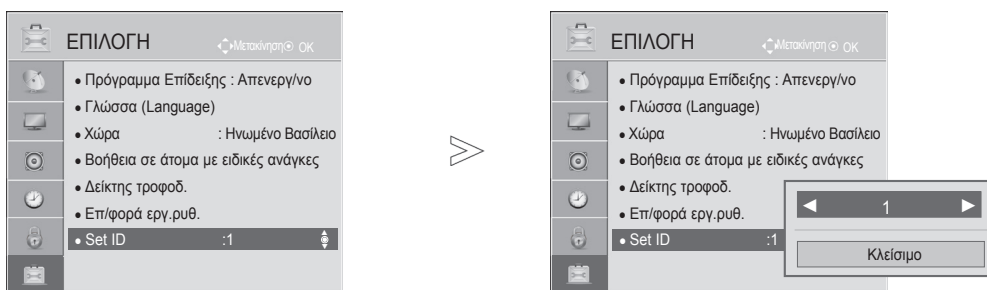 ΕΠΙΛΟΓΗ Μετακίνηση OK
• Πρόγραμμα Επίδειξης : Απενεργ/νο
• Γλώσσα (Language)
• Χώρα : Ηνωμένο Βασίλειο
• Βοήθεια σε άτομα με ειδικές ανάγκες
• Δείκτης τροφοδ.
• Επ/φορά εργ.ρυθ.
• Set ID :1
ΕΠΙΛΟΓΗ Μετακίνηση OK
• Πρόγραμμα Επίδειξης : Απενεργ/νο
• Γλώσσα (Language)
• Χώρα : Ηνωμένο Βασίλειο
• Βοήθεια σε άτομα με ειδικές ανάγκες
• Δείκτης τροφοδ.
• Επ/φορά εργ.ρυθ.
• Set ID :1
◄ 1 ►
Κλείσιμο